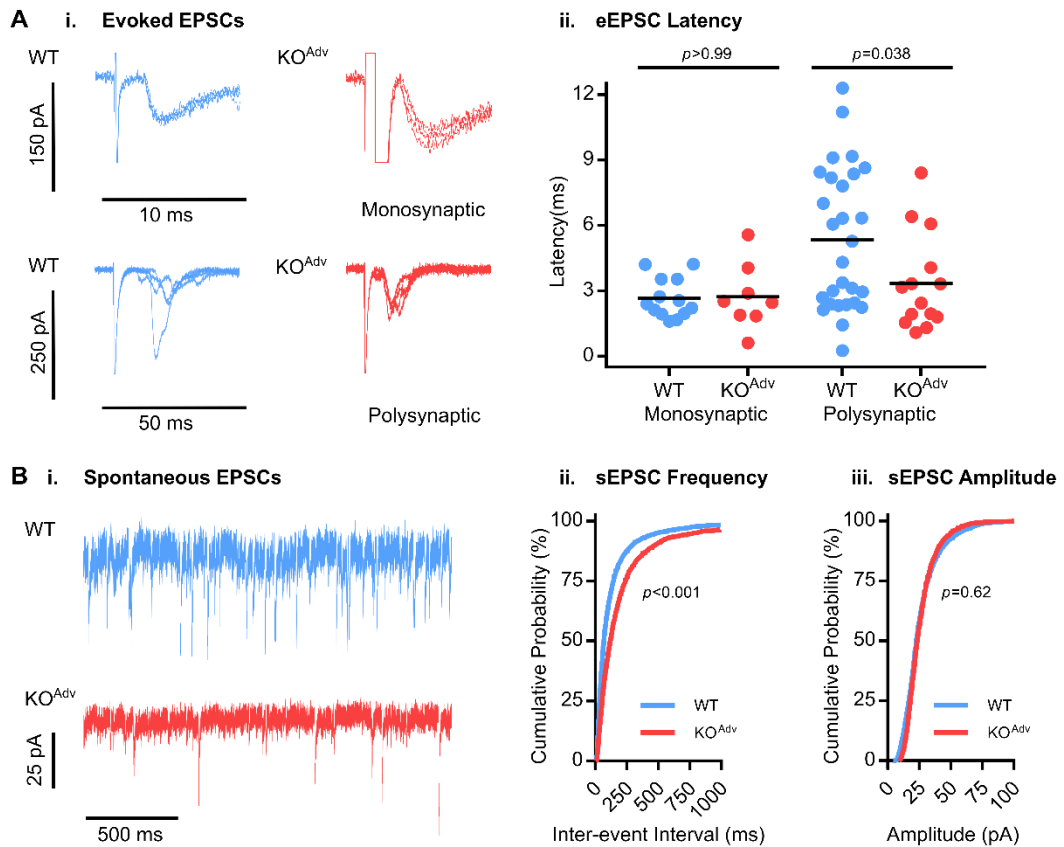 A i. Evoked EPSCs
WT
KO^Adv
150 pA
10 ms
Monosynaptic
WT
KO^Adv
250 pA
50 ms
Polysynaptic
ii. eEPSC Latency
p>0.99
p=0.038
Latency(ms)
12
9
6
3
0
WT
KO^Adv
WT
KO^Adv
Monosynaptic
Polysynaptic
B i. Spontaneous EPSCs
WT
KO^Adv
25 pA
500 ms
ii. sEPSC Frequency
Cumulative Probability (%)
100
75
50
25
0
p<0.001
WT
KO^Adv
0
250
500
750
1000
Inter-event Interval (ms)
iii. sEPSC Amplitude
Cumulative Probability (%)
100
75
50
25
0
p=0.62
WT
KO^Adv
0
25
50
75
100
Amplitude (pA)